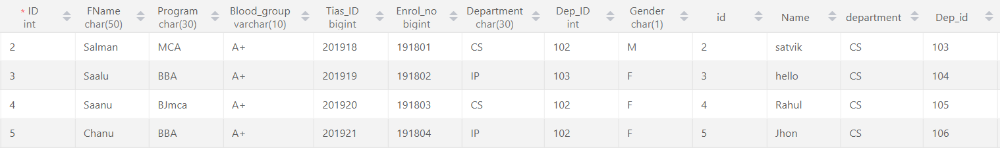 * ID FName Program Blood_group Tias_ID Enrol_no Department Dep_ID Gender id Name department Dep_id
int char(50) char(30) varchar(10) bigint bigint char(30) int char(1)
2 Salman MCA A+ 201918 191801 CS 102 M 2 satvik CS 103
3 Saalu BBA A+ 201919 191802 IP 103 F 3 hello CS 104
4 Saanu BJmca A+ 201920 191803 CS 102 F 4 Rahul CS 105
5 Chanu BBA A+ 201921 191804 IP 102 F 5 Jhon CS 106